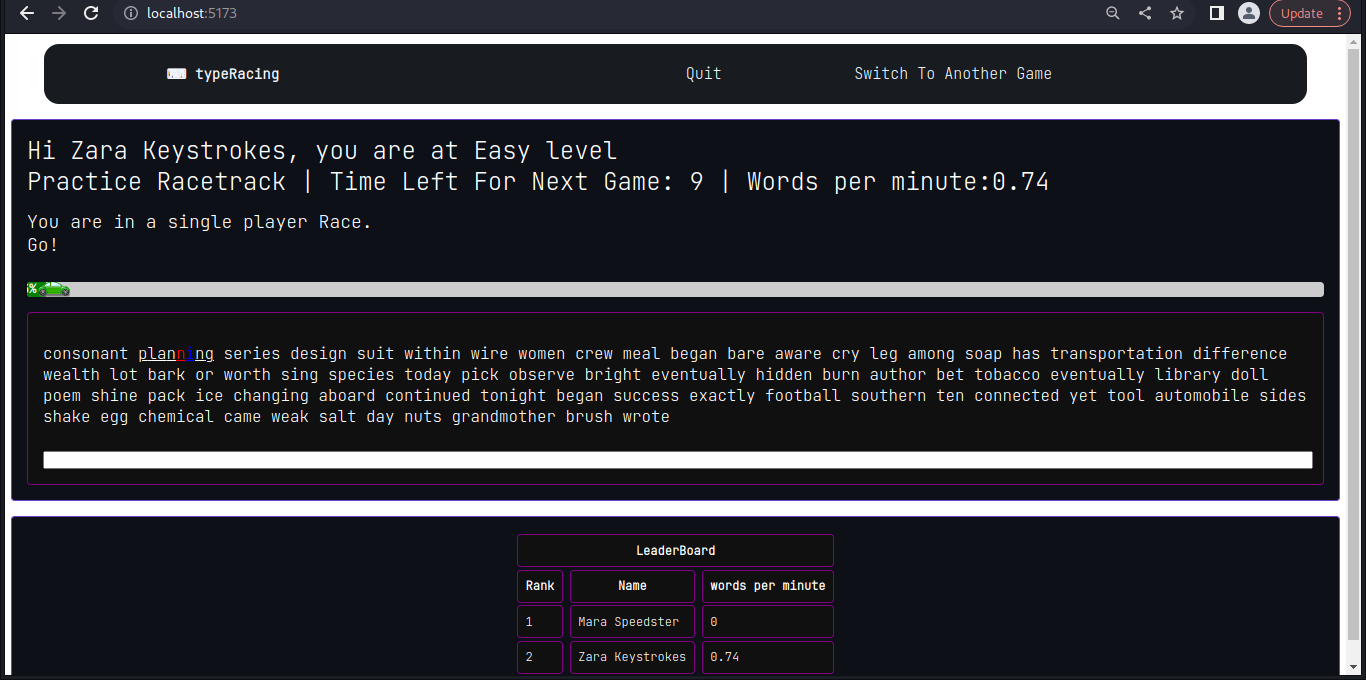 localhost:5173
Update
typeRacing
Quit
Switch To Another Game
Hi Zara Keystrokes, you are at Easy level
Practice Racetrack | Time Left For Next Game: 9 | Words per minute:0.74
You are in a single player Race.
Go!
%
consonant planning series design suit within wire women crew meal began bare aware cry leg among soap has transportation difference
wealth lot bark or worth sing species today pick observe bright eventually hidden burn author bet tobacco eventually library doll
poem shine pack ice changing aboard continued tonight began success exactly football southern ten connected yet tool automobile sides
shake egg chemical came weak salt day nuts grandmother brush wrote
LeaderBoard
Rank Name words per minute
1 Mara Speedster 0
2 Zara Keystrokes 0.74